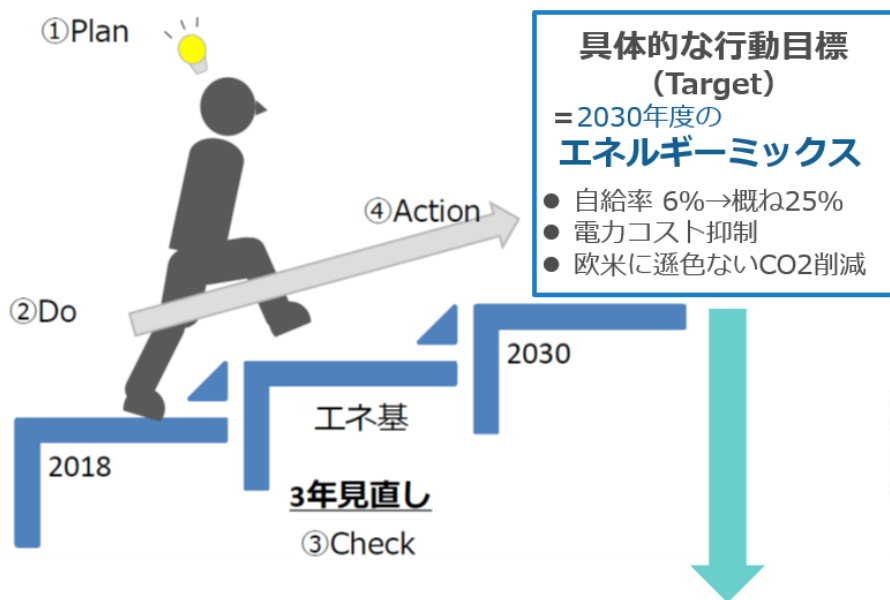 ①Plan
具体的な行動目標
（Target）
=2030年度の
エネルギーミックス
● 自給率 6%→概ね25%
● 電力コスト抑制
● 欧米に遜色ないCO2削減
④Action
②Do
2030
エネ基
2018
3年見直し
③Check